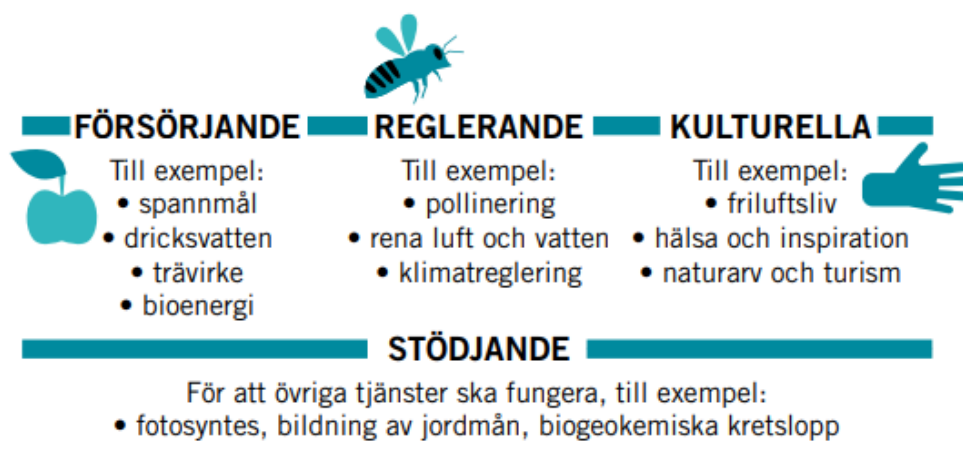 FÖRSÖRJANDE
Till exempel:
• spannmål
• dricksvatten
• trävirke
• bioenergi
REGLERANDE
Till exempel:
• pollinering
• rena luft och vatten
• klimatreglering
KULTURELLA
Till exempel:
• friluftsliv
• hälsa och inspiration
• naturarv och turism
STÖDJANDE
För att övriga tjänster ska fungera, till exempel:
• fotosyntes, bildning av jordmån, biogeokemiska kretslopp